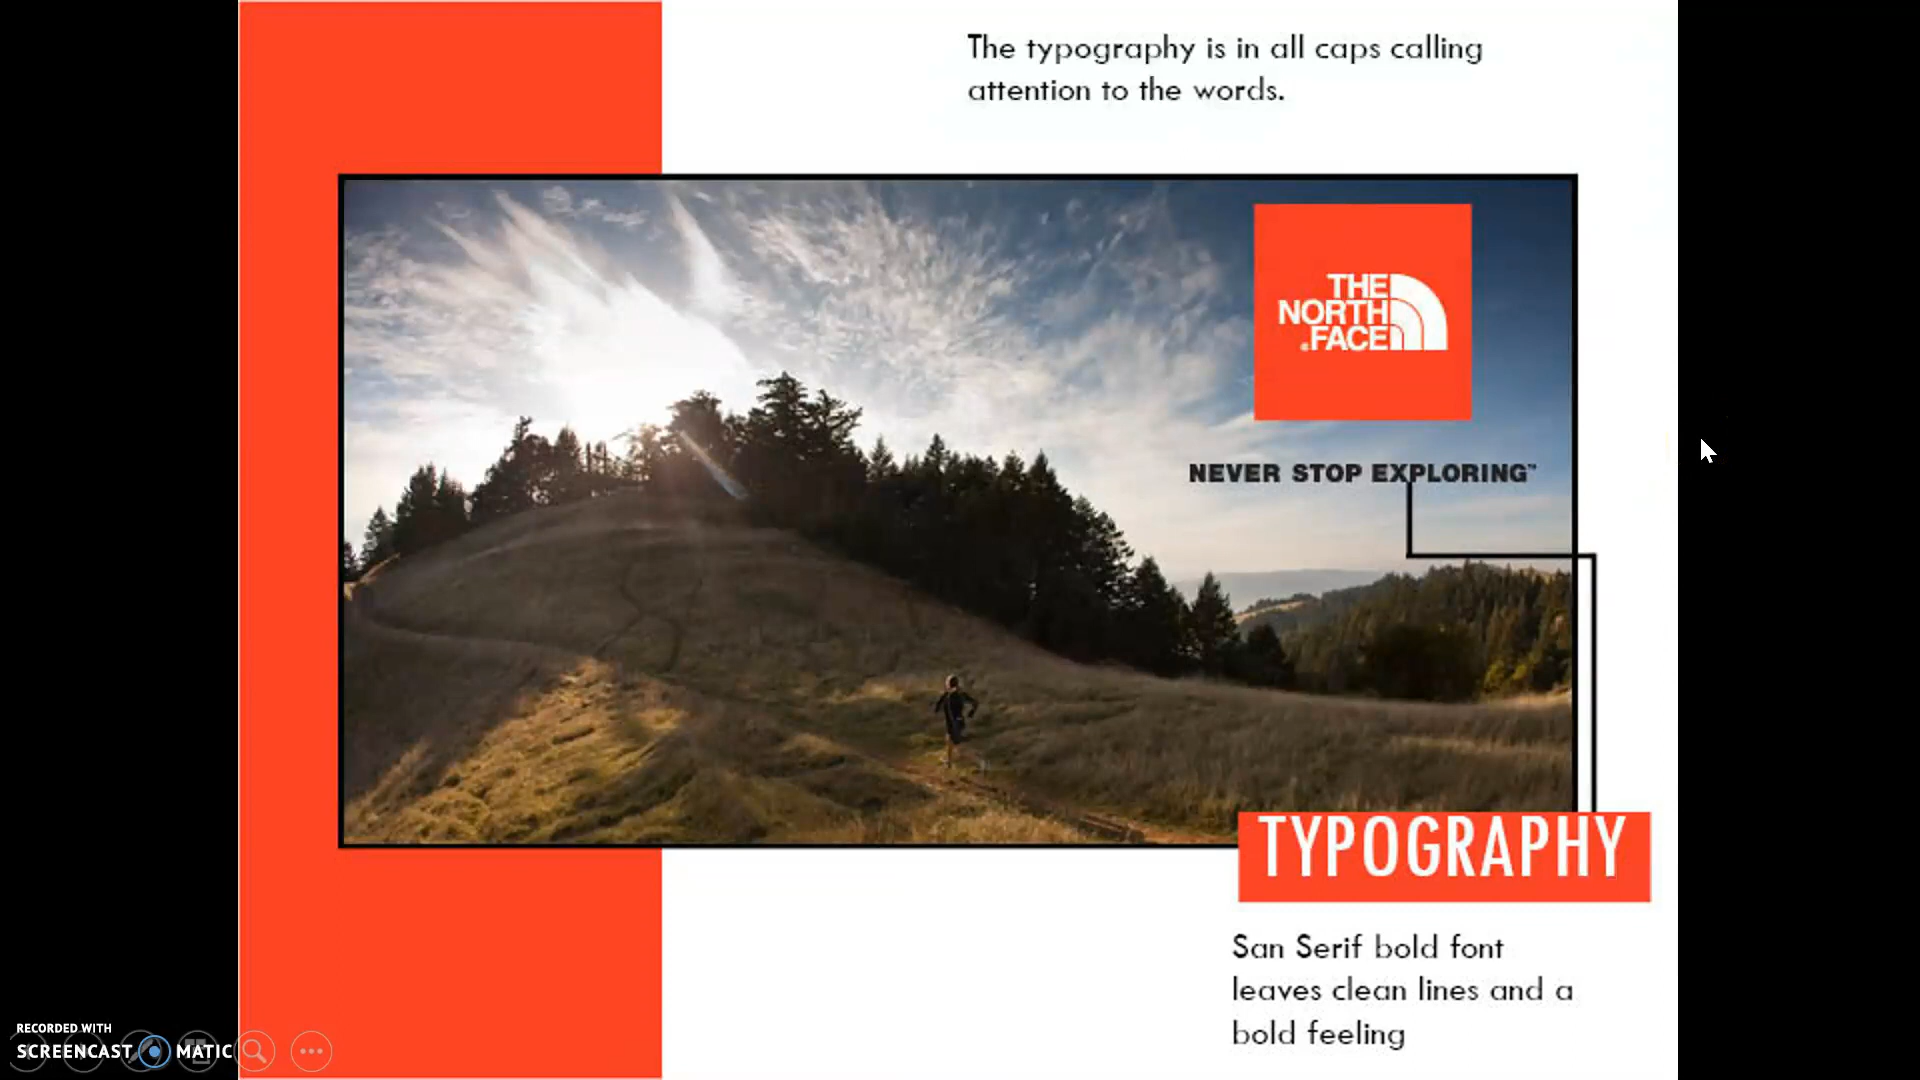 The typography is in all caps calling
attention to the words.
THE
NORTH
®FACE
NEVER STOP EXPLORING™
TYPOGRAPHY
San Serif bold font
leaves clean lines and a
bold feeling
RECORDED WITH
SCREENCAST MATIC